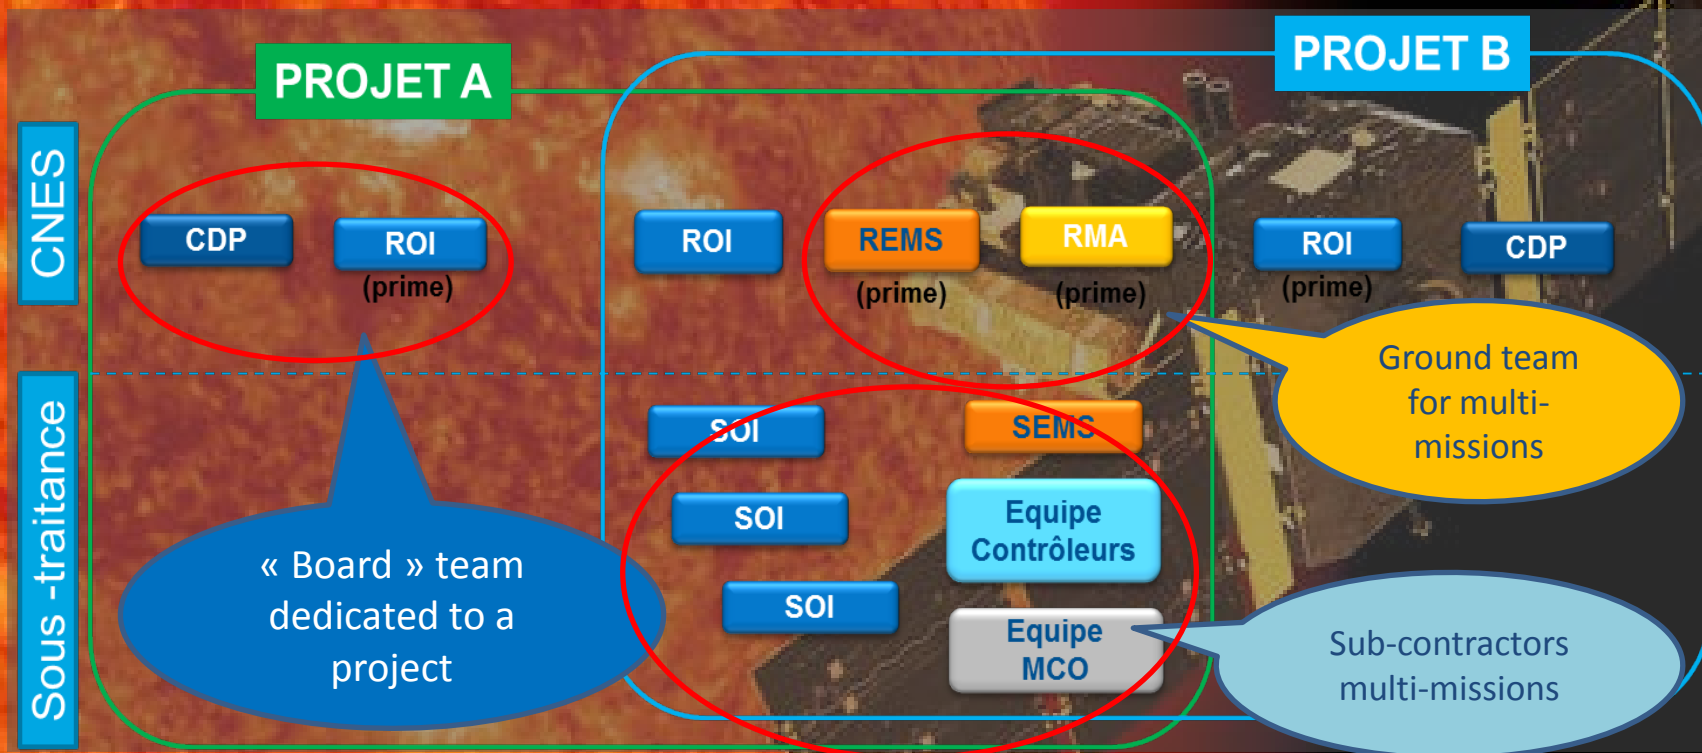 PROJET A
PROJET B
CNES
CDP
ROI
(prime)
ROI
REMS
(prime)
RMA
(prime)
ROI
(prime)
CDP
Ground team
for multi-
missions
Sous -traitance
SOI
SEMS
SOI
Equipe
Contrôleurs
SOI
Equipe
MCO
« Board » team
dedicated to a
project
Sub-contractors
multi-missions